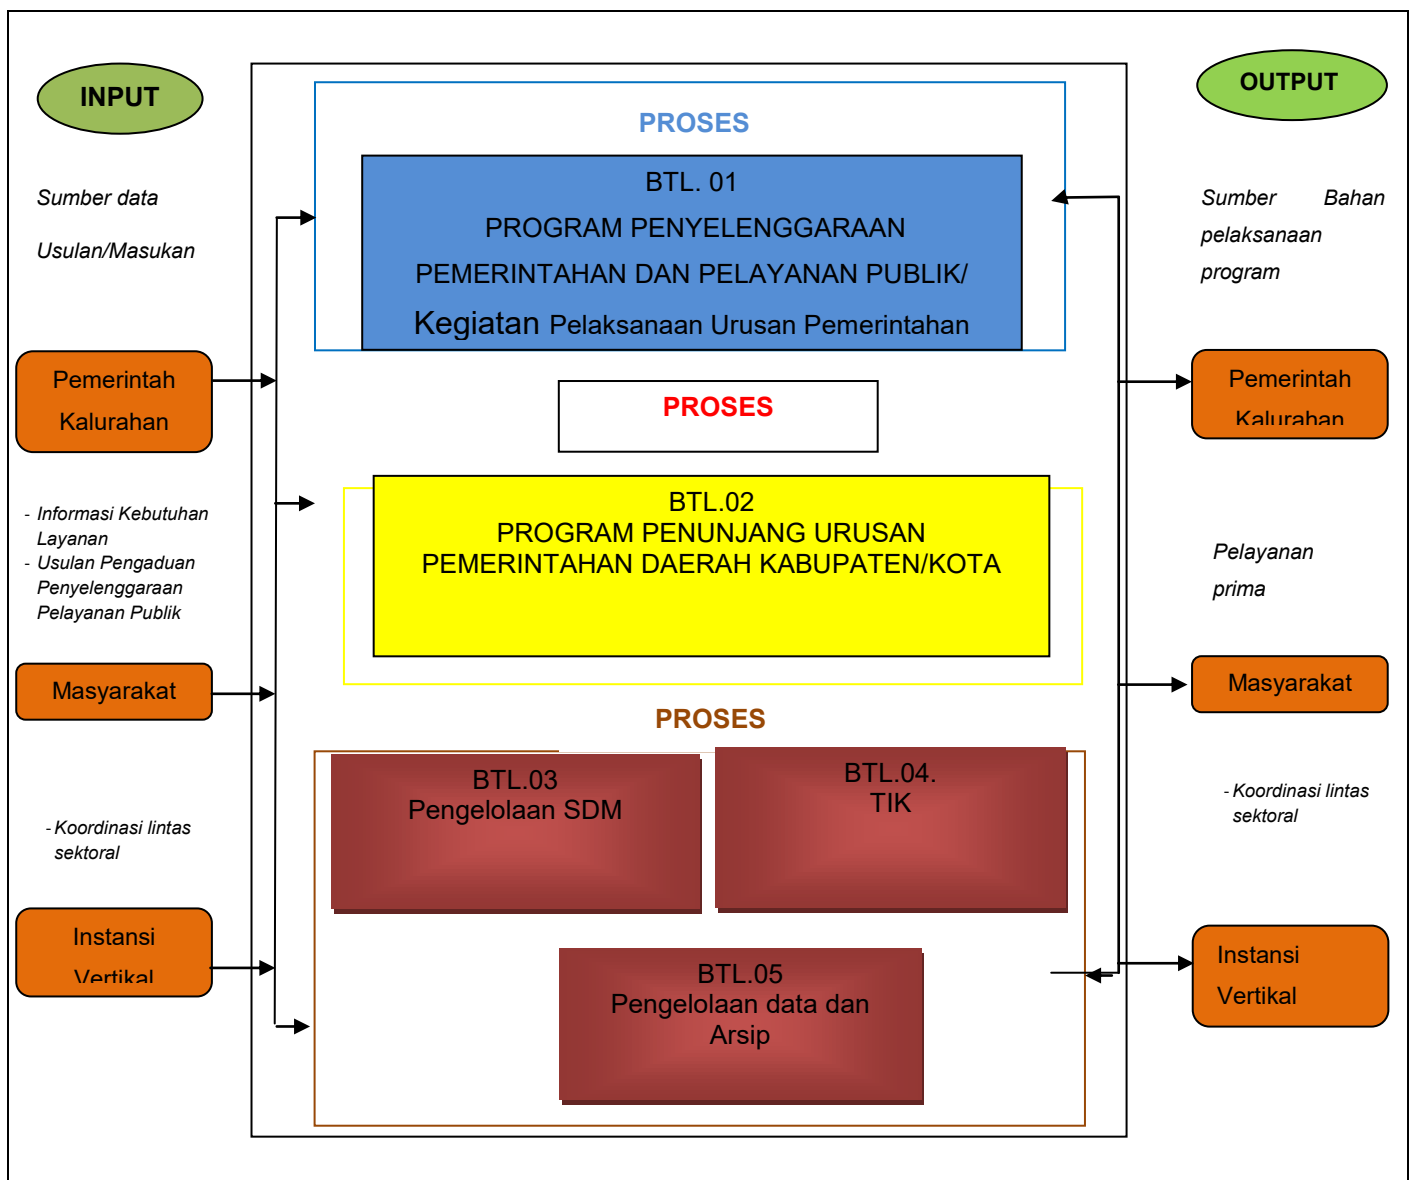 INPUT
Sumber data
Usulan/Masukan
Pemerintah
Kalurahan
- Informasi Kebutuhan
Layanan
- Usulan Pengaduan
Penyelenggaraan
Pelayanan Publik
Masyarakat
- Koordinasi lintas
sektoral
Instansi
Vertikal
PROSES
BTL. 01
PROGRAM PENYELENGGARAAN
PEMERINTAHAN DAN PELAYANAN PUBLIK/
Kegiatan Pelaksanaan Urusan Pemerintahan
PROSES
BTL.02
PROGRAM PENUNJANG URUSAN
PEMERINTAHAN DAERAH KABUPATEN/KOTA
PROSES
BTL.03
Pengelolaan SDM
BTL.04.
TIK
BTL.05
Pengelolaan data dan
Arsip
OUTPUT
Sumber Bahan
pelaksanaan
program
Pemerintah
Kalurahan
Pelayanan
prima
Masyarakat
- Koordinasi lintas
sektoral
Instansi
Vertikal